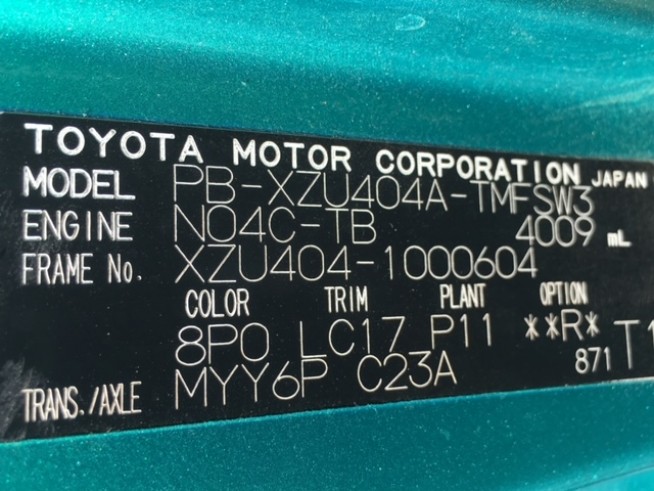 TOYOTA MOTOR CORPORATION JAPAN
MODEL PB-XZU404A-TMFSW3
ENGINE N04C-TB 4009 mL
FRAME No. XZU404-1000604
COLOR TRIM PLANT OPTION
8P0 LC17 P11 **R*
871 T1
TRANS./AXLE MYY6P C23A